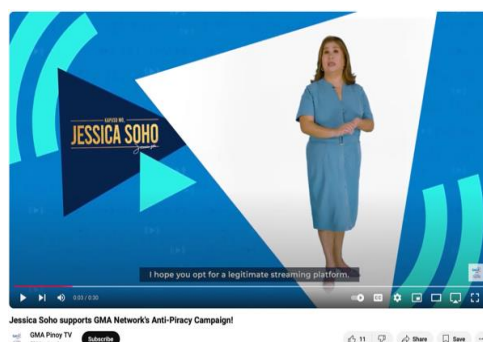 KAPUSO MO,
JESSICA SOHO
I hope you opt for a legitimate streaming platform.
0:03 / 0:30
Jessica Soho supports GMA Network's Anti-Piracy Campaign!
GMA Pinoy TV
Subscribe
11
Share
Save